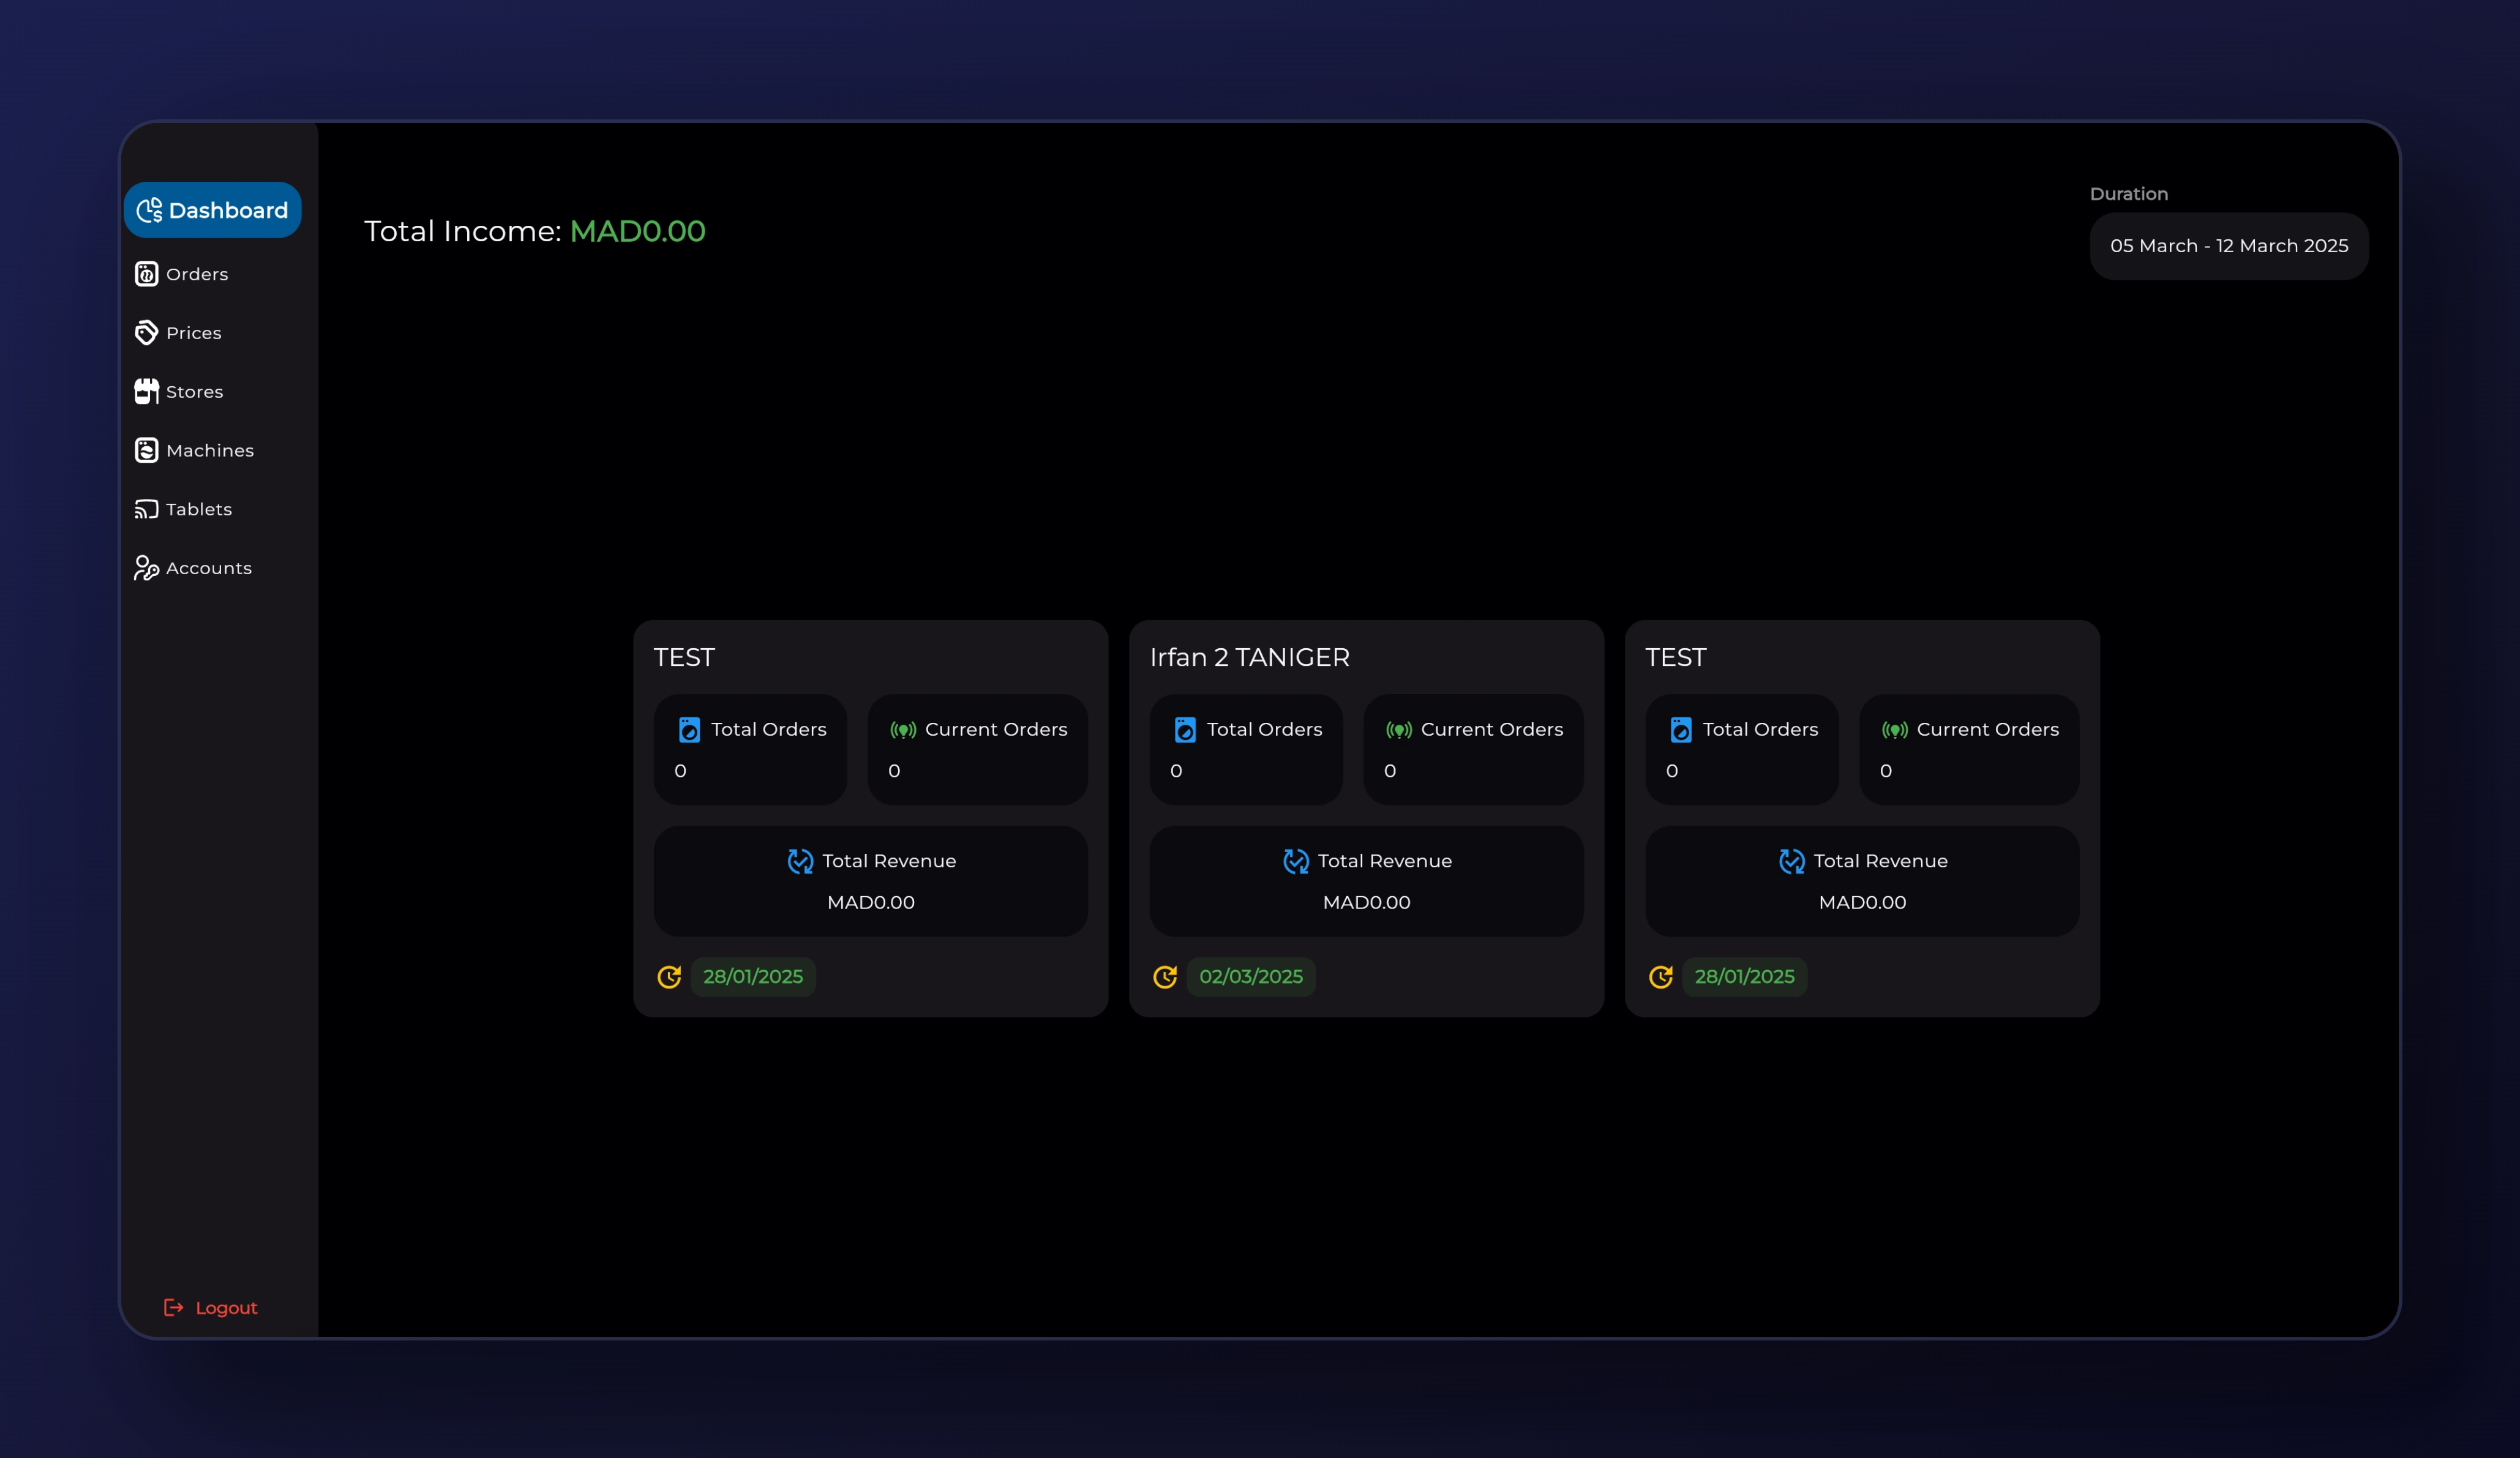 Dashboard
Orders
Prices
Stores
Machines
Tablets
Accounts
Logout
Total Income: MAD0.00
Duration
05 March - 12 March 2025
TEST
Total Orders
0
Current Orders
0
Total Revenue
MAD0.00
28/01/2025
Irfan 2 TANIGER
Total Orders
0
Current Orders
0
Total Revenue
MAD0.00
02/03/2025
TEST
Total Orders
0
Current Orders
0
Total Revenue
MAD0.00
28/01/2025